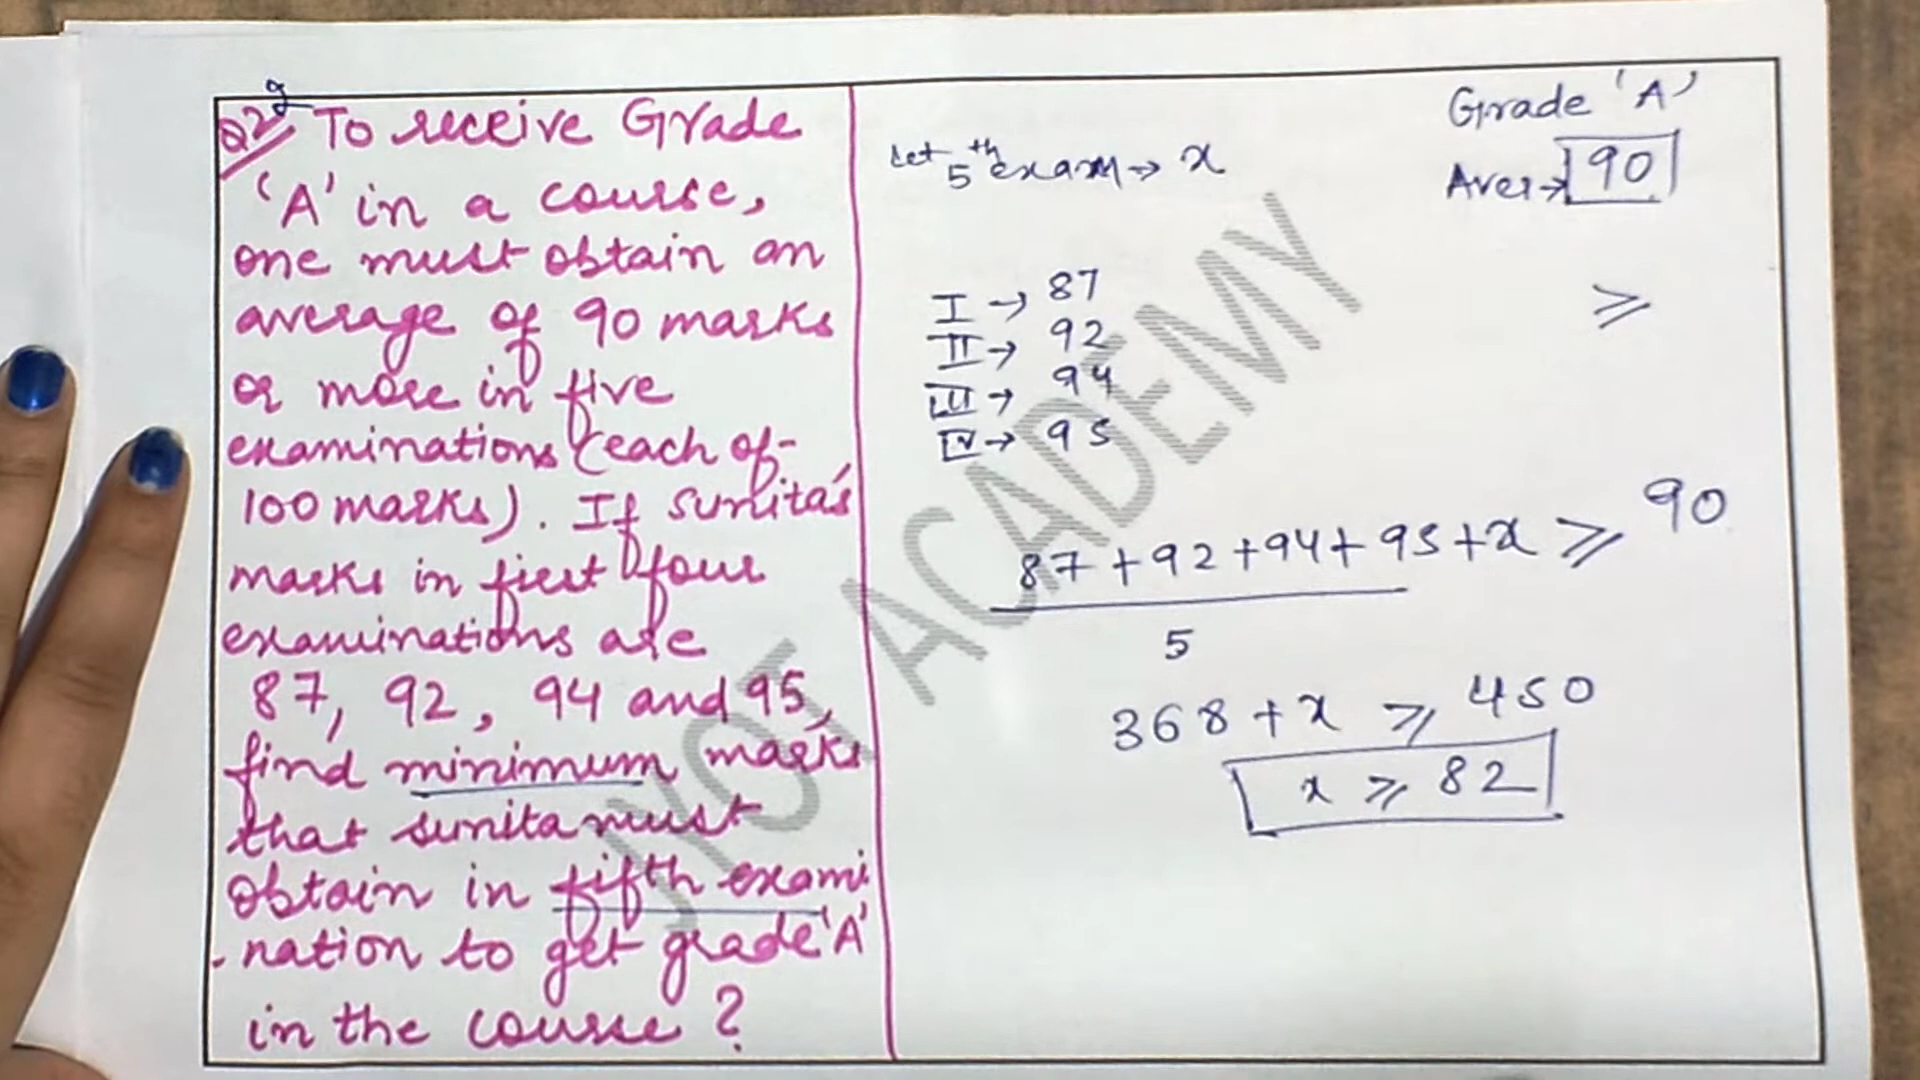 Q2g To receive Grade
'A' in a course,
one must obtain an
average of 90 marks
or more in five
examinations (each of
100 marks). If sunita's
marks in first four
examinations are
87, 92, 94 and 95,
find minimum marks
that sunita must
obtain in fifth exami
-nation to get grade 'A'
in the course ?
Grade 'A'
Let 5th exam → x
Aver → 90
I → 87
≥
II → 92
III → 94
IV → 95
87 + 92 + 94 + 95 + x ≥ 90
5
368 + x ≥ 450
x ≥ 82
JYOT ACADEMY